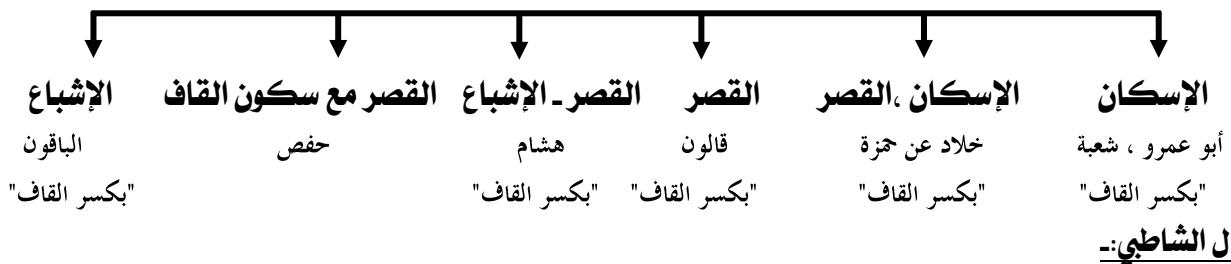 الإسكان الإسكان ،القصر القصر القصر ـ الإشباع القصر مع سكون القاف الإشباع
أبو عمرو ، شعبة خلاد عن حمزة قالون هشام حفص الباقون
"بكسر القاف" "بكسر القاف" "بكسر القاف" "بكسر القاف" "بكسر القاف"
ل الشاطبي:ـ